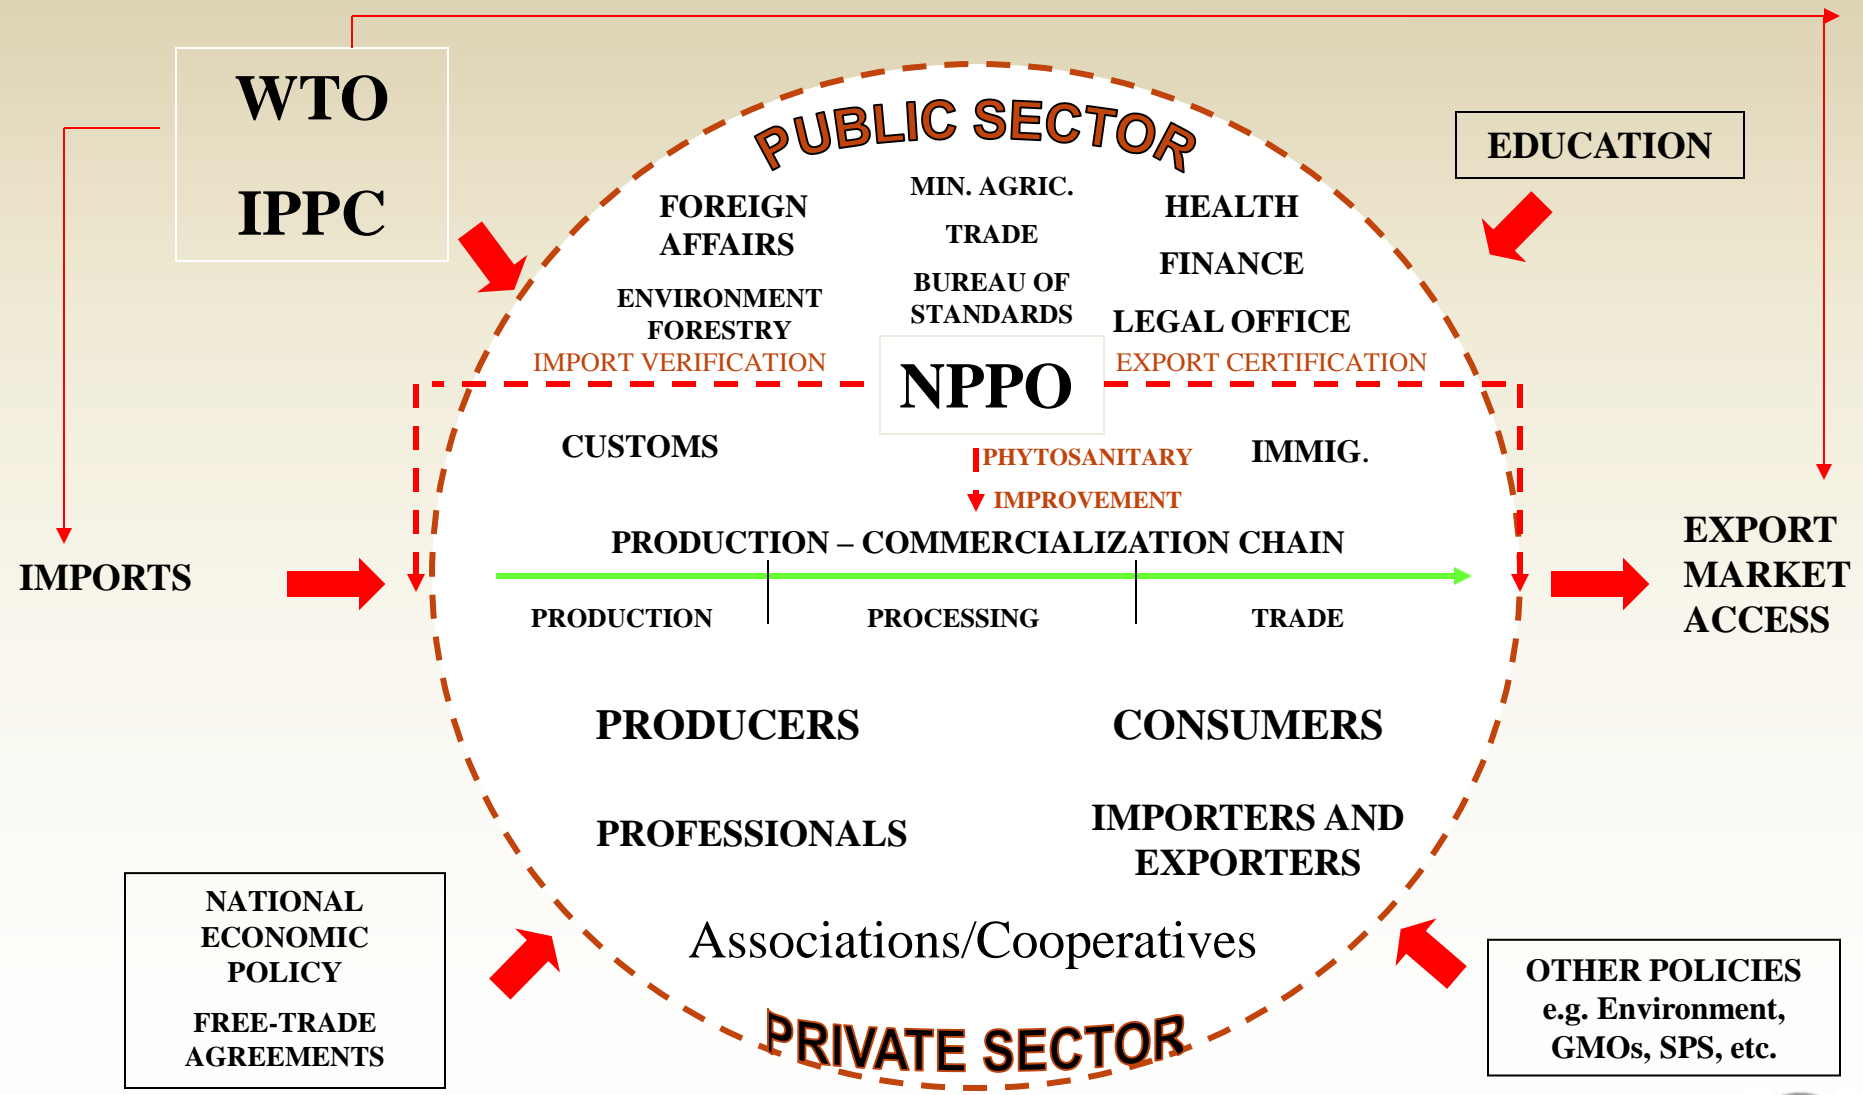 WTO
IPPC
PUBLIC SECTOR
EDUCATION
FOREIGN
AFFAIRS
ENVIRONMENT
FORESTRY
MIN. AGRIC.
TRADE
BUREAU OF
STANDARDS
HEALTH
FINANCE
LEGAL OFFICE
IMPORT VERIFICATION
NPPO
EXPORT CERTIFICATION
CUSTOMS
PHYTOSANITARY
IMPROVEMENT
IMMIG.
PRODUCTION – COMMERCIALIZATION CHAIN
IMPORTS
EXPORT
MARKET
ACCESS
PRODUCTION
PROCESSING
TRADE
PRODUCERS
CONSUMERS
PROFESSIONALS
IMPORTERS AND
EXPORTERS
Associations/Cooperatives
PRIVATE SECTOR
NATIONAL
ECONOMIC
POLICY
FREE-TRADE
AGREEMENTS
OTHER POLICIES
e.g. Environment,
GMOs, SPS, etc.